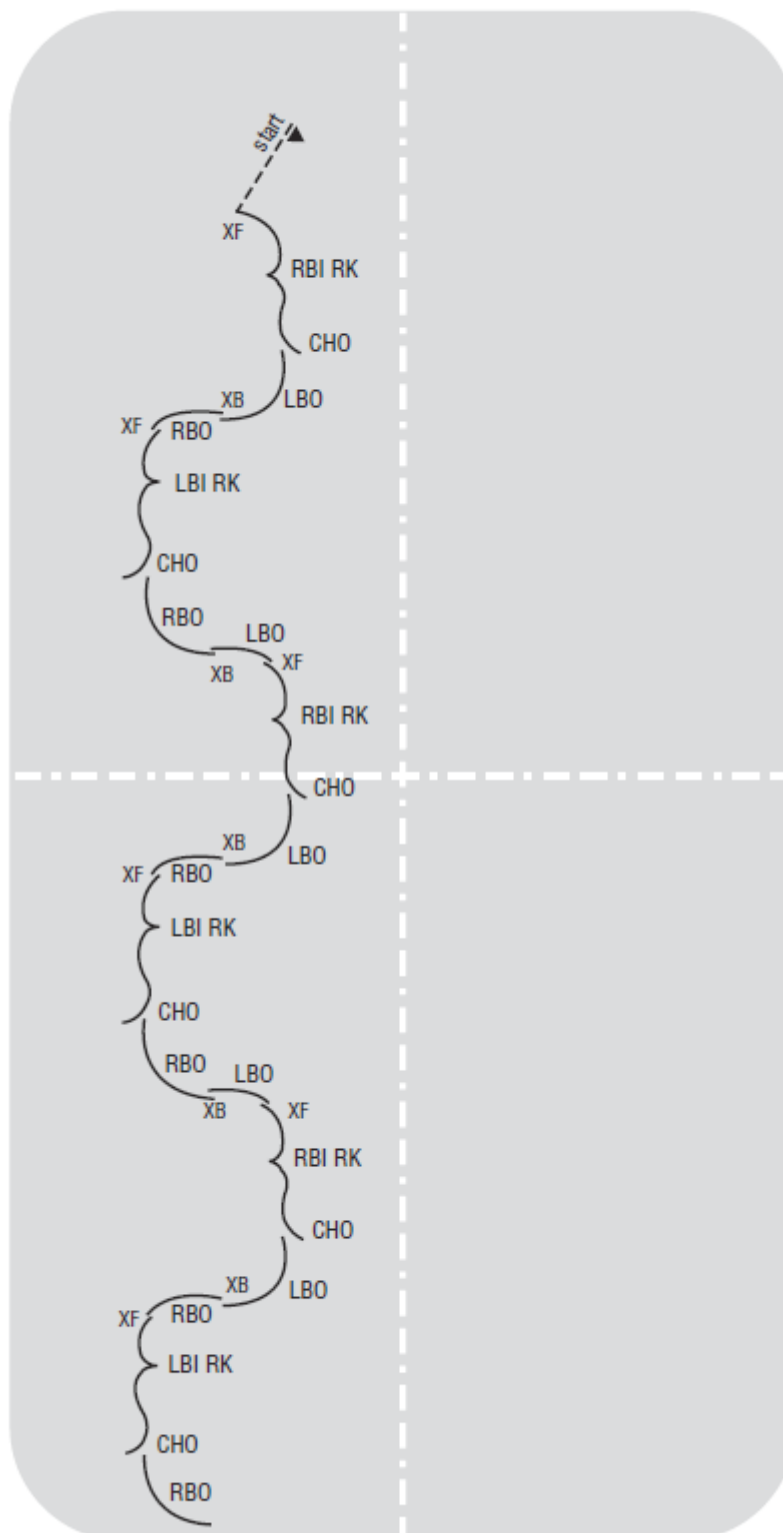 start
XF
RBI RK
CHO
LBO
XB
XF
RBO
LBI RK
CHO
RBO
LBO
XB
XF
RBI RK
CHO
LBO
XB
XF
RBO
LBI RK
CHO
RBO
LBO
XB
XF
RBI RK
CHO
LBO
XB
XF
RBO
LBI RK
CHO
RBO